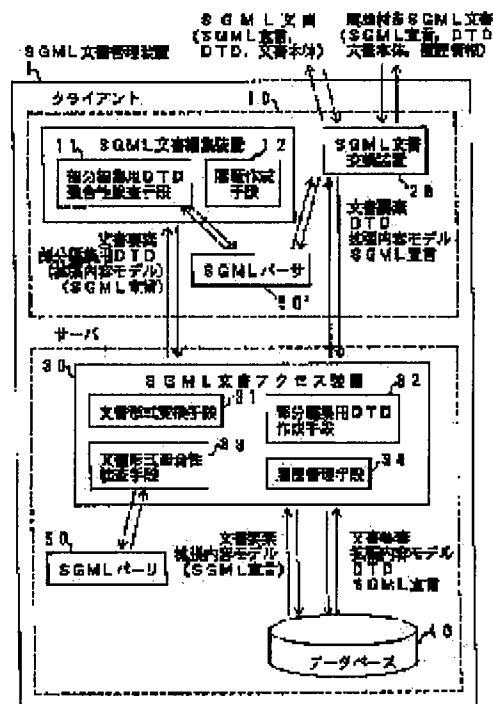 SGML文書
(SGML宣言,
DTD, 文書本体)
履歴付きSGML文書
(SGML宣言, DTD
文書本体, 履歴情報)
SGML文書管理装置
1
クライアント
10
11
SGML文書編集装置
12
部分編集用DTD
整合性検査手段
履歴作成
手段
SGML文書
交換装置
20
文書要素
部分編集用DTD
(拡張内容モデル)
(SGML宣言)
SGMLパーサ
50'
文書要素
DTD
拡張内容モデル
SGML宣言
サーバ
30
SGML文書アクセス装置
32
31
文書形式変換手段
部分編集用DTD
作成手段
33
文書形式整合性
検査手段
34
履歴管理手段
50
SGMLパーサ
文書要素
拡張内容モデル
(SGML宣言)
文書要素
拡張内容モデル
DTD
SGML宣言
40
データベース